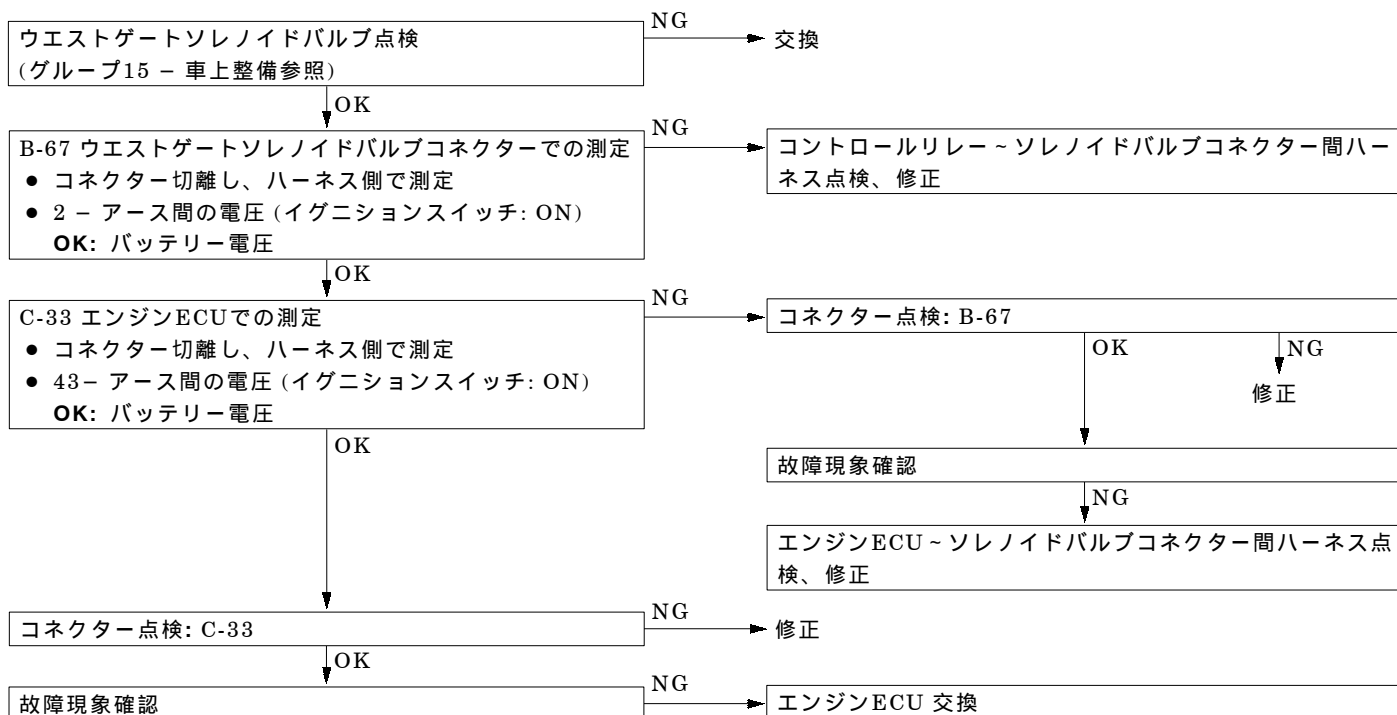 ウエストゲートソレノイドバルブ点検
(グループ15 – 車上整備参照)
NG
交換
OK
B-67 ウエストゲートソレノイドバルブコネクターでの測定
● コネクター切離し、ハーネス側で測定
● 2 – アース間の電圧 (イグニションスイッチ: ON)
OK: バッテリー電圧
NG
コントロールリレー ~ ソレノイドバルブコネクター間ハー
ネス点検、修正
OK
C-33 エンジンECUでの測定
● コネクター切離し、ハーネス側で測定
● 43– アース間の電圧 (イグニションスイッチ: ON)
OK: バッテリー電圧
NG
コネクター点検: B-67
OK
NG
修正
故障現象確認
NG
エンジンECU ~ ソレノイドバルブコネクター間ハーネス点
検、修正
OK
コネクター点検: C-33
NG
修正
OK
故障現象確認
NG
エンジンECU 交換